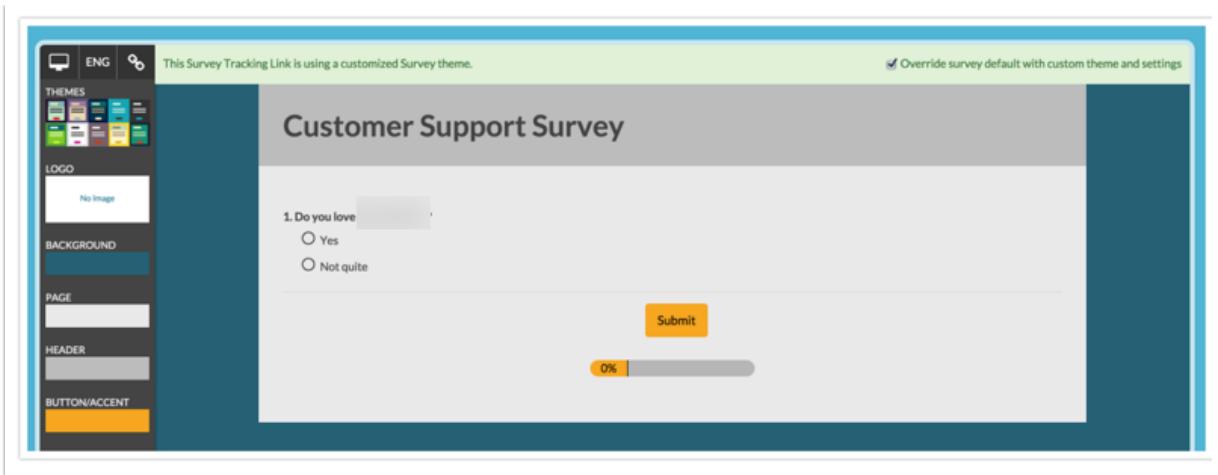 ENG
This Survey Tracking Link is using a customized Survey theme.
Override survey default with custom theme and settings
THEMES
Customer Support Survey
LOGO
No Image
1. Do you love
Yes
BACKGROUND
Not quite
PAGE
Submit
HEADER
0%
BUTTON/ACCENT